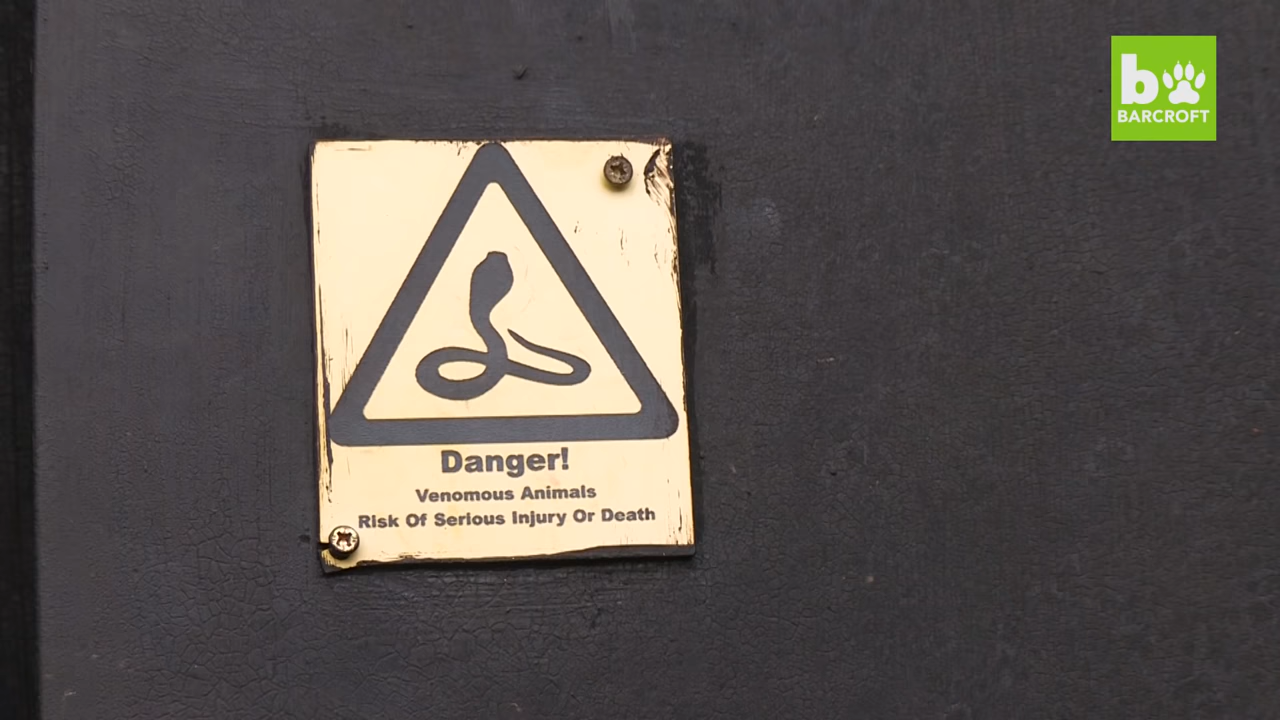 b
BARCROFT
Danger!
Venomous Animals
Risk Of Serious Injury Or Death